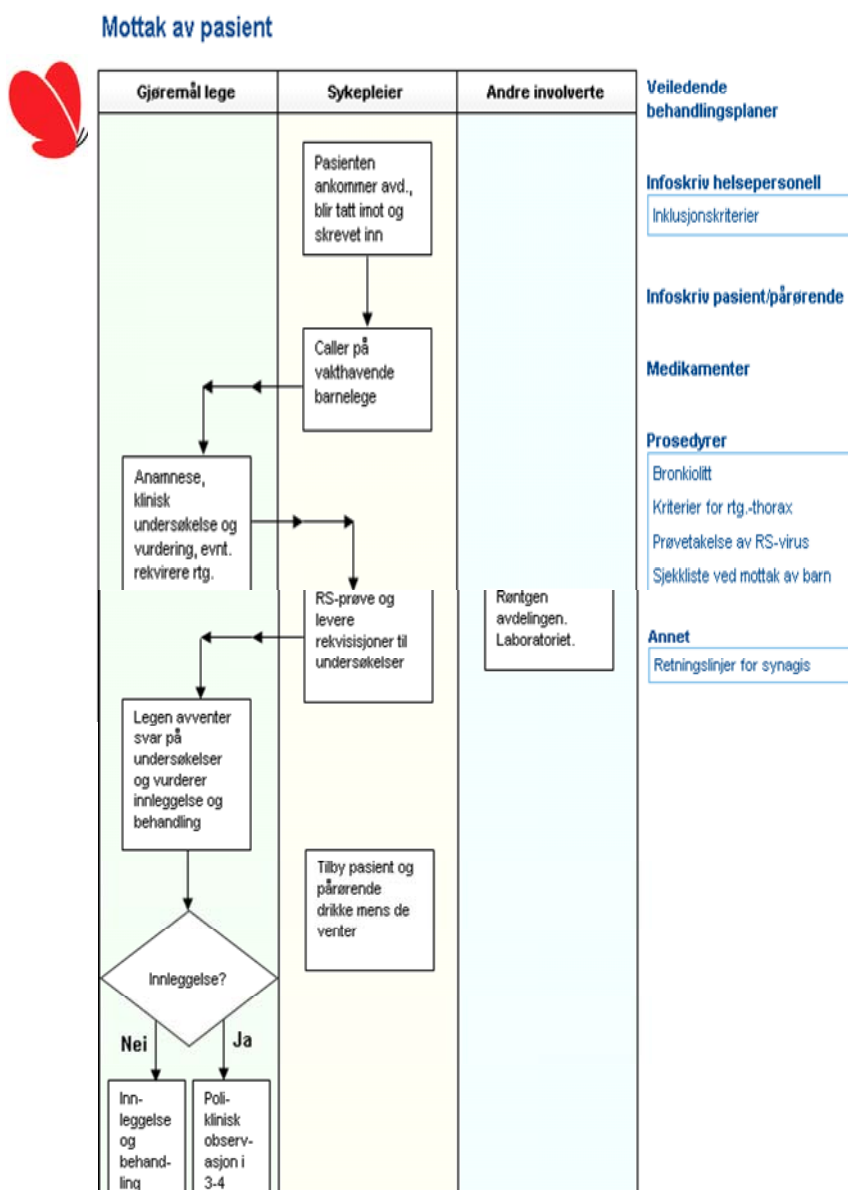 Mottak av pasient
Gjøremål lege
Sykepleier
Andre involverte
Pasienten
ankommer avd.,
blir tatt imot og
skrevet inn
Caller på
vakthavende
barnelege
Anamnese,
klinisk
undersøkelse og
vurdering, evnt.
rekvirere rtg.
RS-prøve og
levere
rekvisisjoner til
undersøkelser
Røntgen
avdelingen.
Laboratoriet.
Legen avventer
svar på
undersøkelser
og vurderer
innleggelse og
behandling
Tilby pasient og
pårørende
drikke mens de
venter
Innleggelse?
Nei
Ja
Inn-
leggelse
og
behand-
ling
Poli-
klinisk
observ-
asjon i
3-4
Veiledende
behandlingsplaner
Infoskriv helsepersonell
Inklusjonskriterier
Infoskriv pasient/pårørende
Medikamenter
Prosedyrer
Bronkiolitt
Kriterier for rtg.-thorax
Prøvetakelse av RS-virus
Sjekkliste ved mottak av barn
Annet
Retningslinjer for synagis